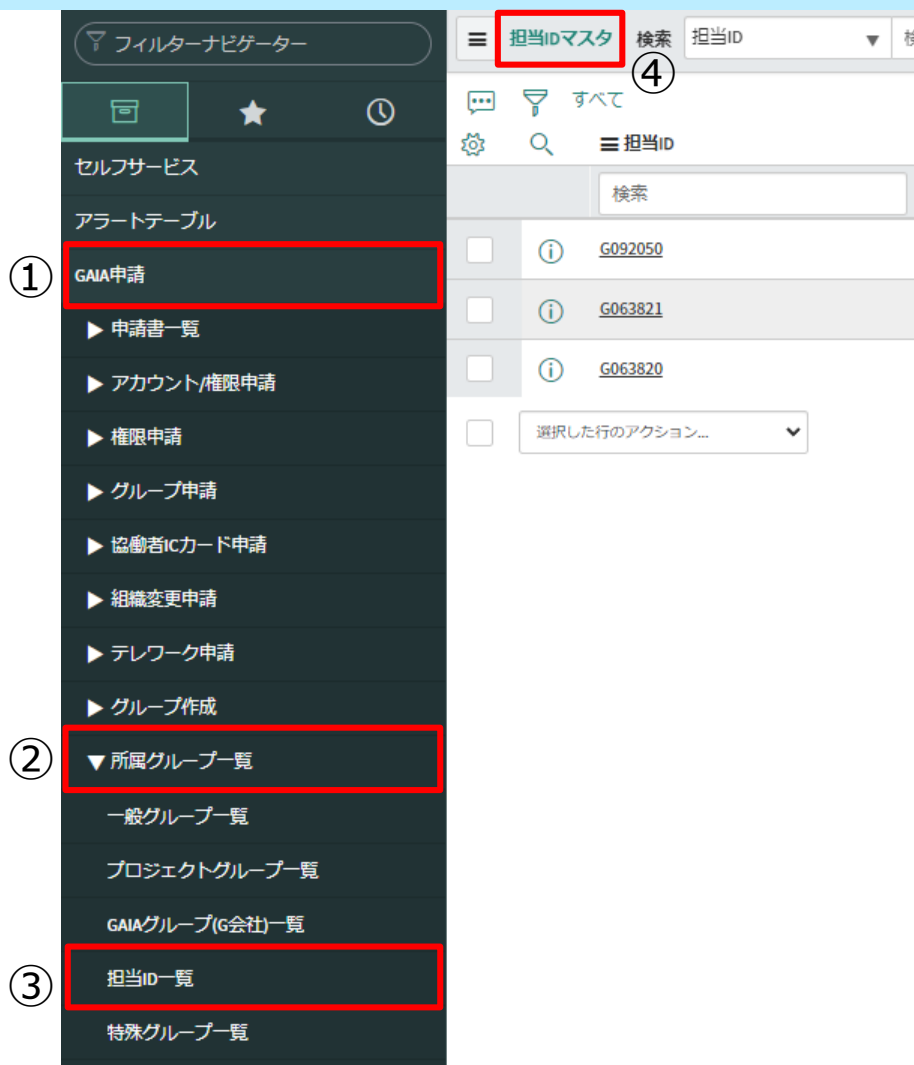 フィルターナビゲーター
セルフサービス
アラートテーブル
① GAIA申請
▶ 申請書一覧
▶ アカウント/権限申請
▶ 権限申請
▶ グループ申請
▶ 協働者ICカード申請
▶ 組織変更申請
▶ テレワーク申請
▶ グループ作成
② ▼ 所属グループ一覧
一般グループ一覧
プロジェクトグループ一覧
GAIAグループ(G会社)一覧
③ 担当ID一覧
特殊グループ一覧
担当IDマスタ 検索 担当ID ▼
④
すべて
担当ID
検索
G092050
G063821
G063820
選択した行のアクション...